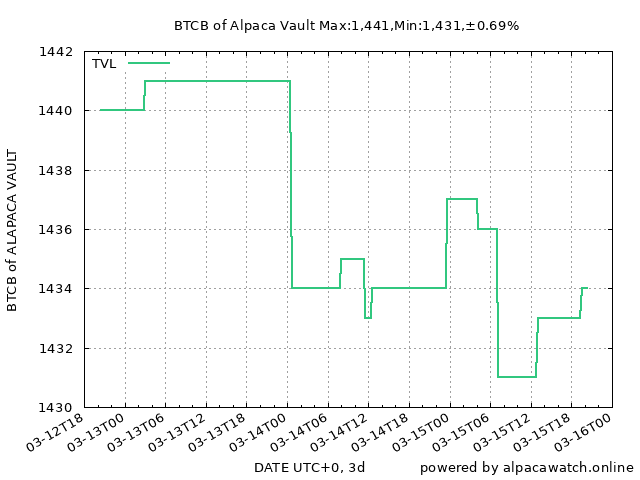 BTCB of Alpaca Vault Max:1,441,Min:1,431,±0.69%
TVL
1442
1440
1438
1436
1434
1432
1430
BTCB of ALAPACA VAULT
03-12T18
03-13T00
03-13T06
03-13T12
03-13T18
03-14T00
03-14T06
03-14T12
03-14T18
03-15T00
03-15T06
03-15T12
03-15T18
03-16T00
DATE UTC+0, 3d
powered by alpacawatch.online